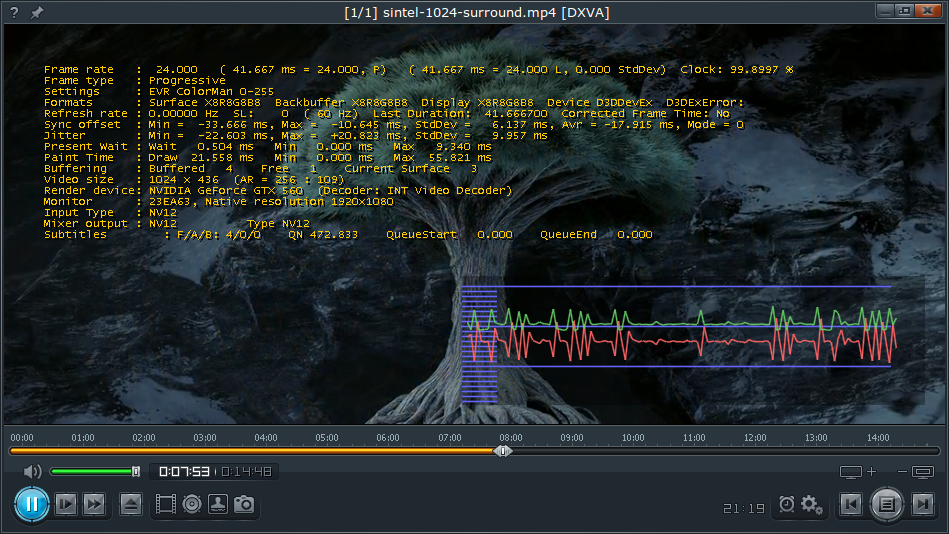 ? [1/1] sintel-1024-surround.mp4 [DXVA]
Frame rate : 24.000 ( 41.667 ms = 24.000, P) ( 41.667 ms = 24.000 L, 0.000 StdDev) Clock: 99.8997 %
Frame type : Progressive
Settings : EVR ColorMan 0-255
Formats : Surface X8R8G8B8 Backbuffer X8R8G8B8 Display X8R8G8B8 Device D3DDevEx D3DExError:
Refresh rate : 0.00000 Hz SL: 0 ( 60 Hz) Last Duration: 41.666700 Corrected Frame Time: No
Sync offset : Min = -33.666 ms, Max = -10.645 ms, StdDev = 6.137 ms, Avr = -17.915 ms, Mode = 0
Jitter : Min = -22.603 ms, Max = +20.823 ms, StdDev = 9.957 ms
Present Wait : Wait 0.504 ms Min 0.000 ms Max 9.340 ms
Paint Time : Draw 21.558 ms Min 0.000 ms Max 55.821 ms
Buffering : Buffered 4 Free 1 Current Surface 3
Video size : 1024 x 436 (AR = 256 : 109)
Render device: NVIDIA GeForce GTX 560 (Decoder: INT Video Decoder)
Monitor : 23EA63, Native resolution 1920x1080
Input Type : NV12
Mixer output : NV12 Type NV12
Subtitles : F/A/B: 4/0/0 QN 472.833 QueueStart 0.000 QueueEnd 0.000
00:00 01:00 02:00 03:00 04:00 05:00 06:00 07:00 08:00 09:00 10:00 11:00 12:00 13:00 14:00
0:07:53 / 0:14:48
21:19